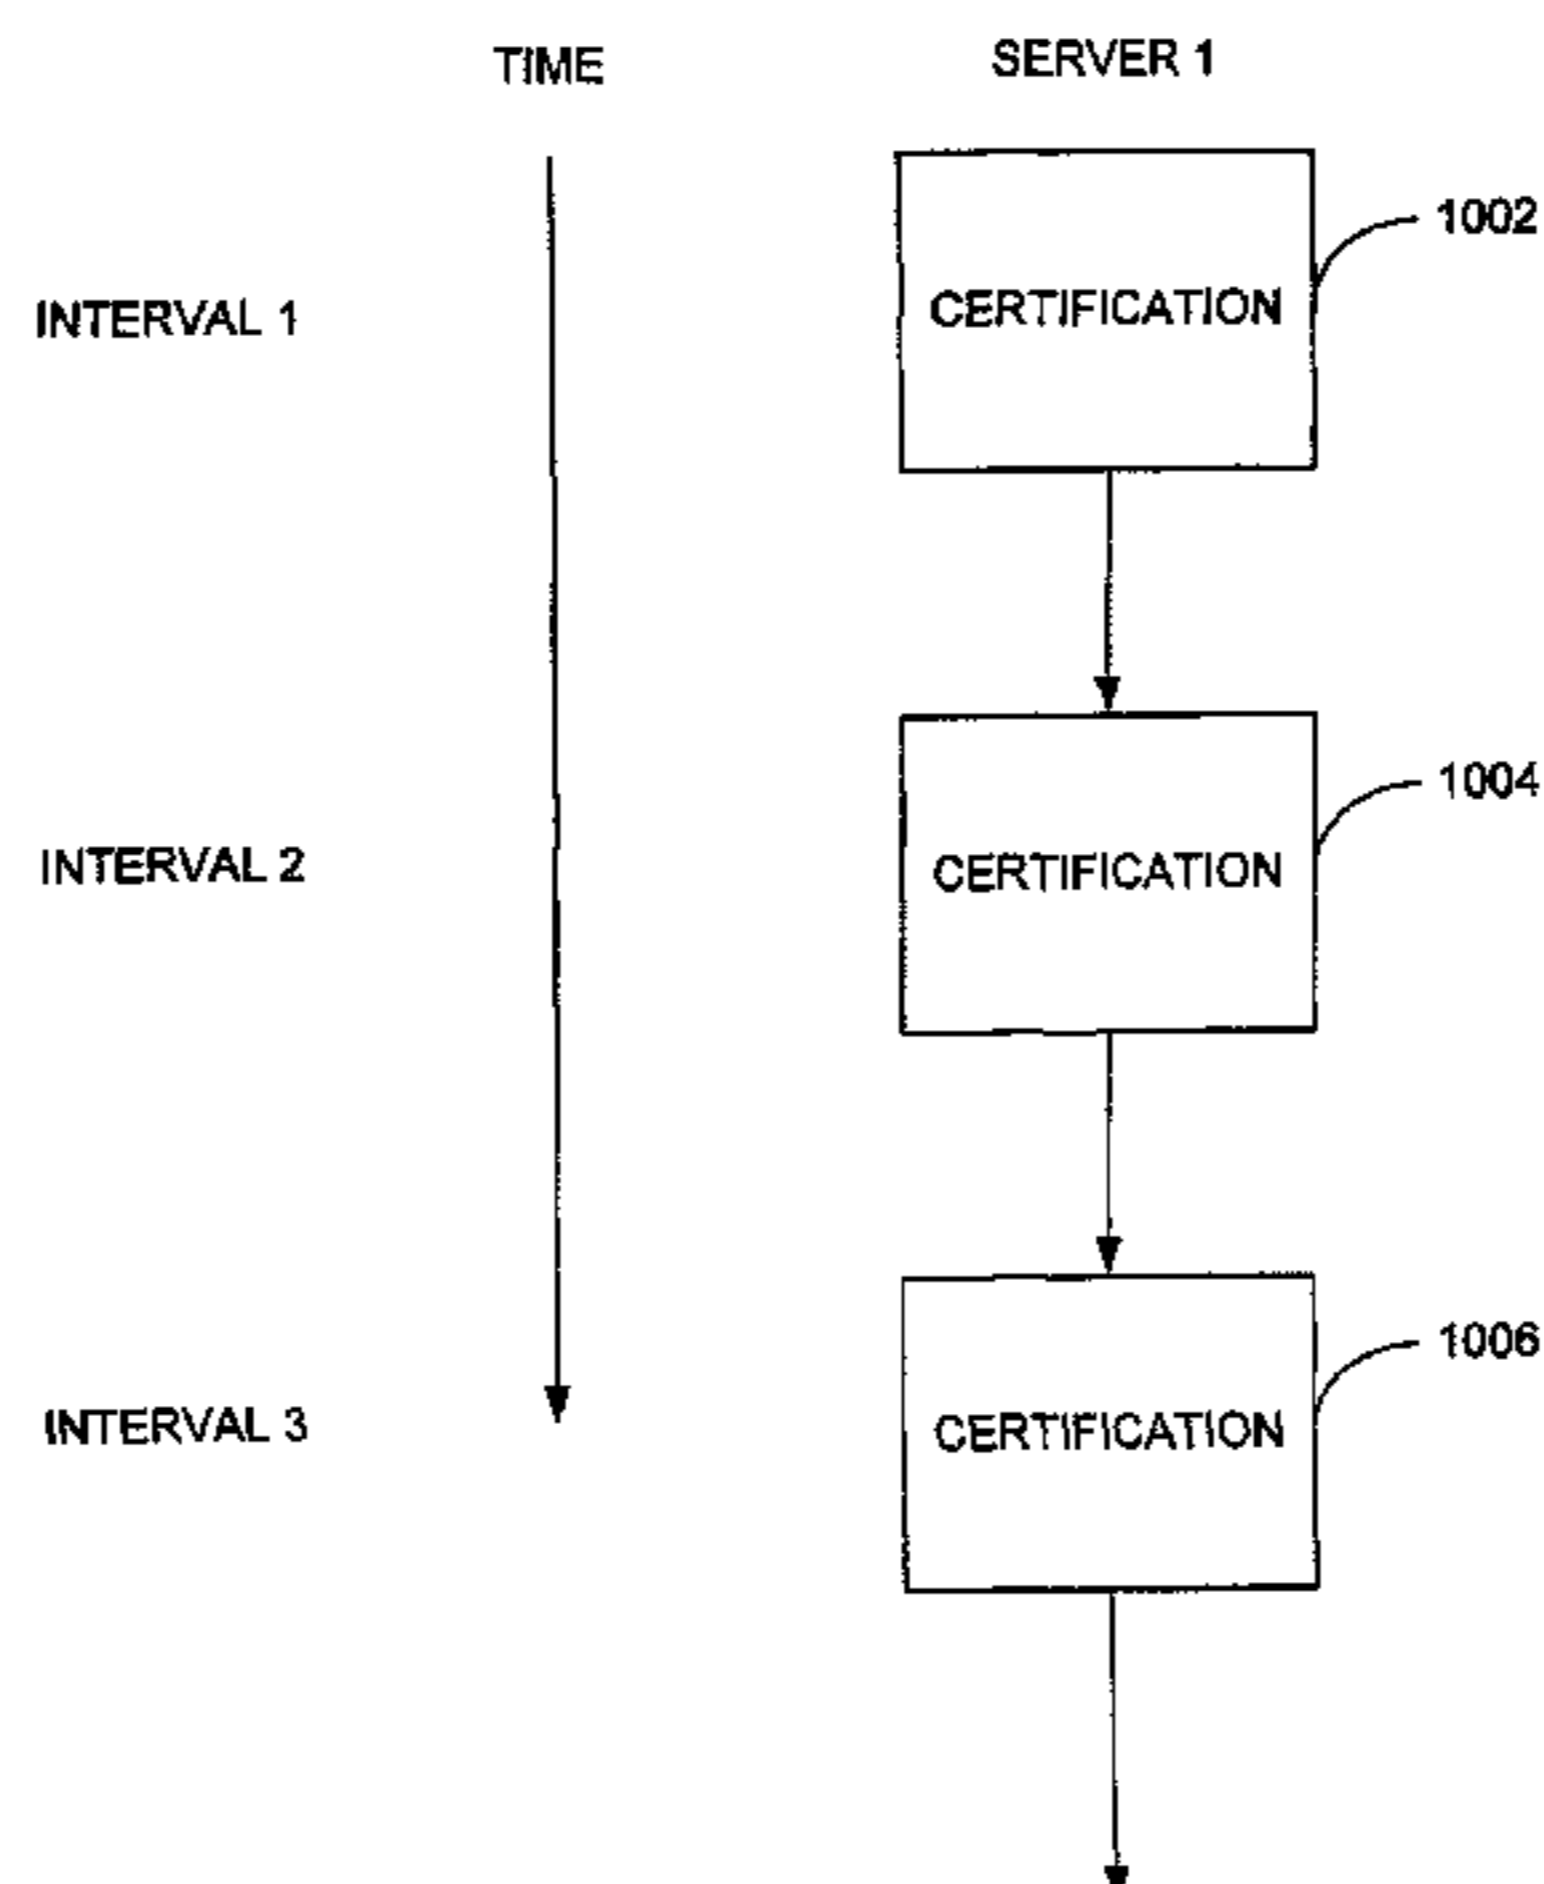 TIME
SERVER 1
1002
INTERVAL 1
CERTIFICATION
1004
INTERVAL 2
CERTIFICATION
1006
INTERVAL 3
CERTIFICATION